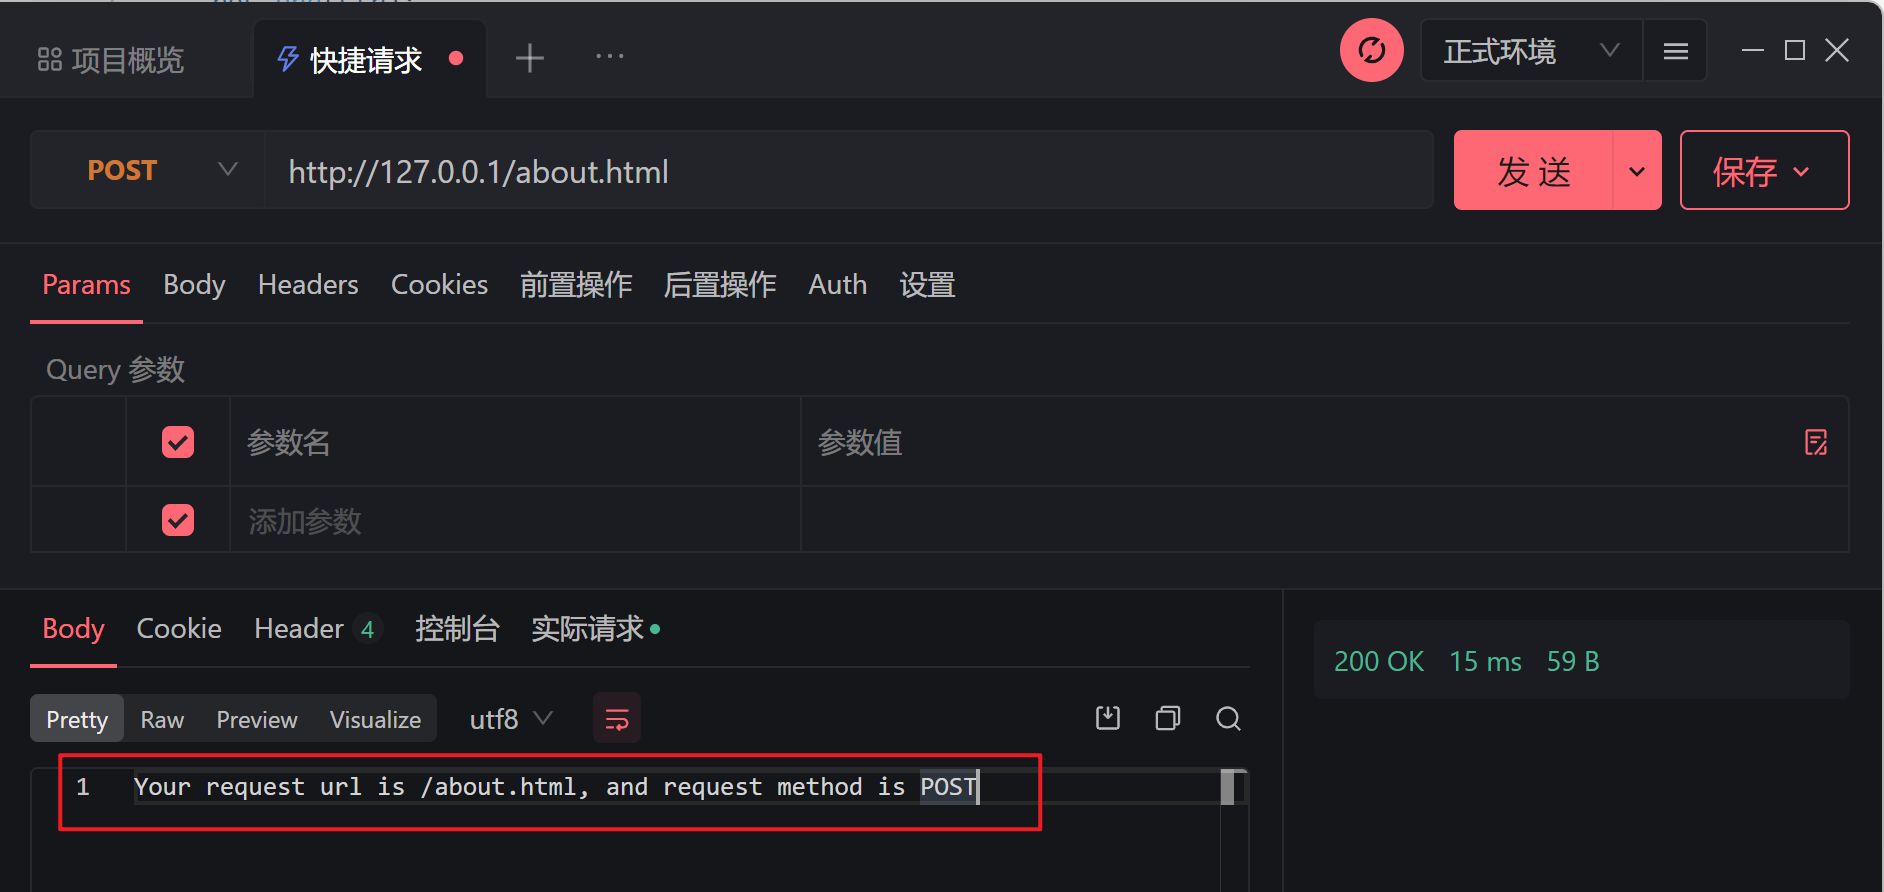 项目概览 快捷请求 ··· 正式环境
POST http://127.0.0.1/about.html 发 送 保存
Params Body Headers Cookies 前置操作 后置操作 Auth 设置
Query 参数
参数名 参数值
添加参数
Body Cookie Header 4 控制台 实际请求
200 OK 15 ms 59 B
Pretty Raw Preview Visualize utf8
1 Your request url is /about.html, and request method is POST